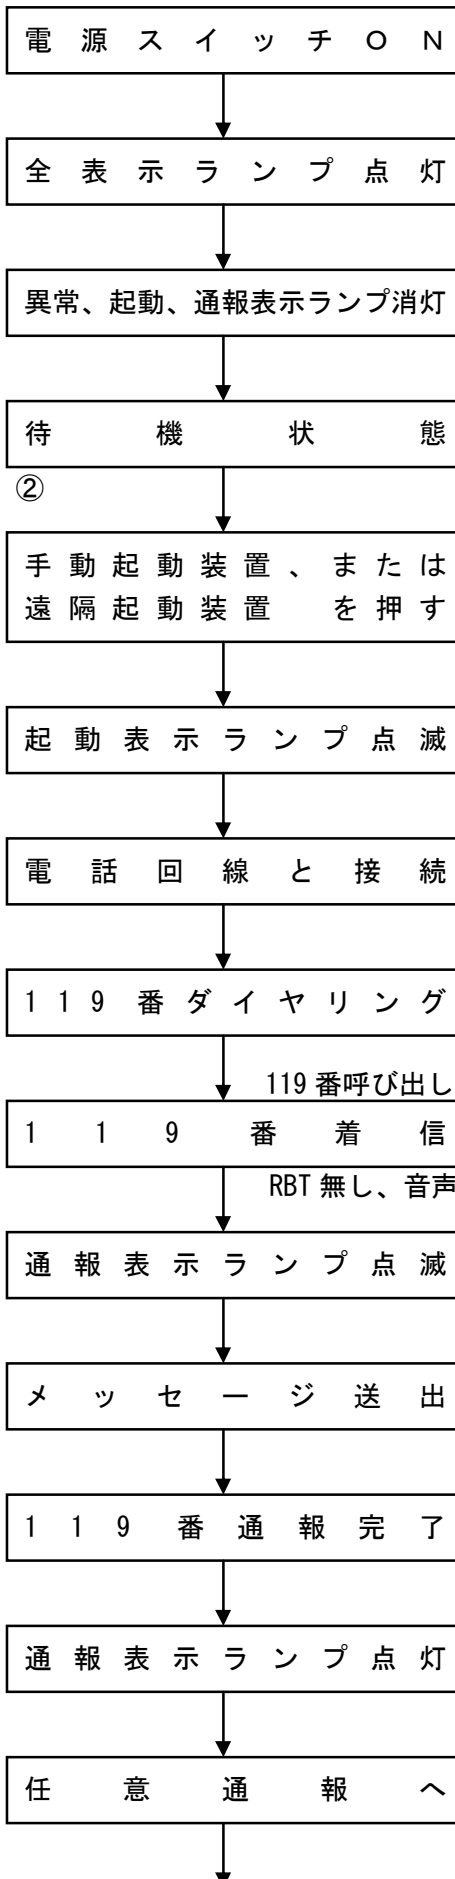 電源スイッチＯＮ
全表示ランプ点灯
異常、起動、通報表示ランプ消灯
待機状態
②
手動起動装置、または
遠隔起動装置　を押す
起動表示ランプ点滅
電話回線と接続
119番ダイヤリング
119番呼び出し
119番着信
RBT無し、音声
通報表示ランプ点滅
メッセージ送出
119番通報完了
通報表示ランプ点灯
任意通報へ